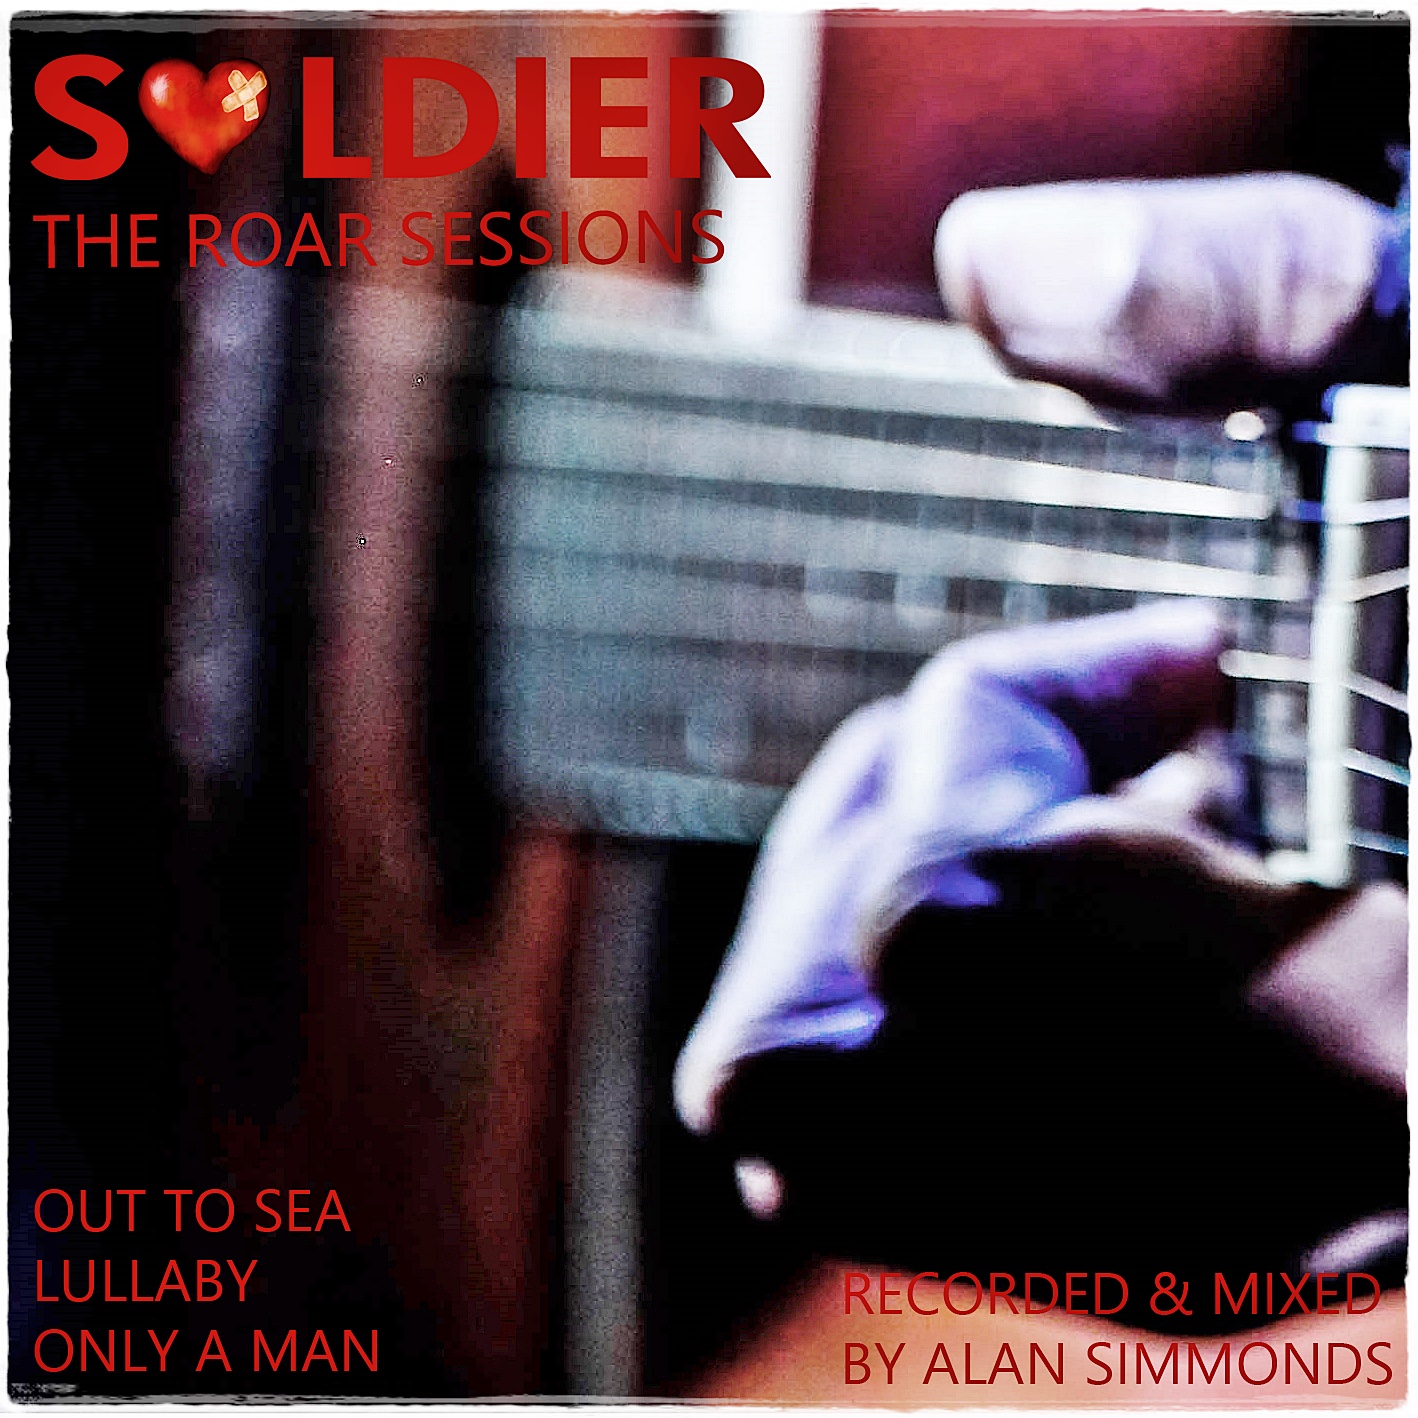 SOLDIER
THE ROAR SESSIONS
OUT TO SEA
LULLABY
ONLY A MAN
RECORDED & MIXED
BY ALAN SIMMONDS